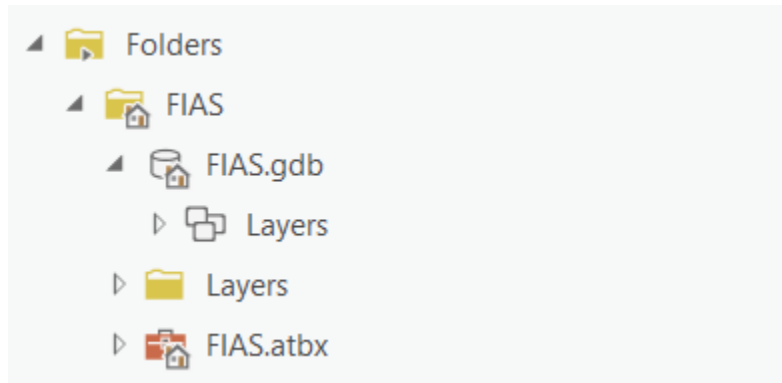 Folders
FIAS
FIAS.gdb
Layers
Layers
FIAS.atbx